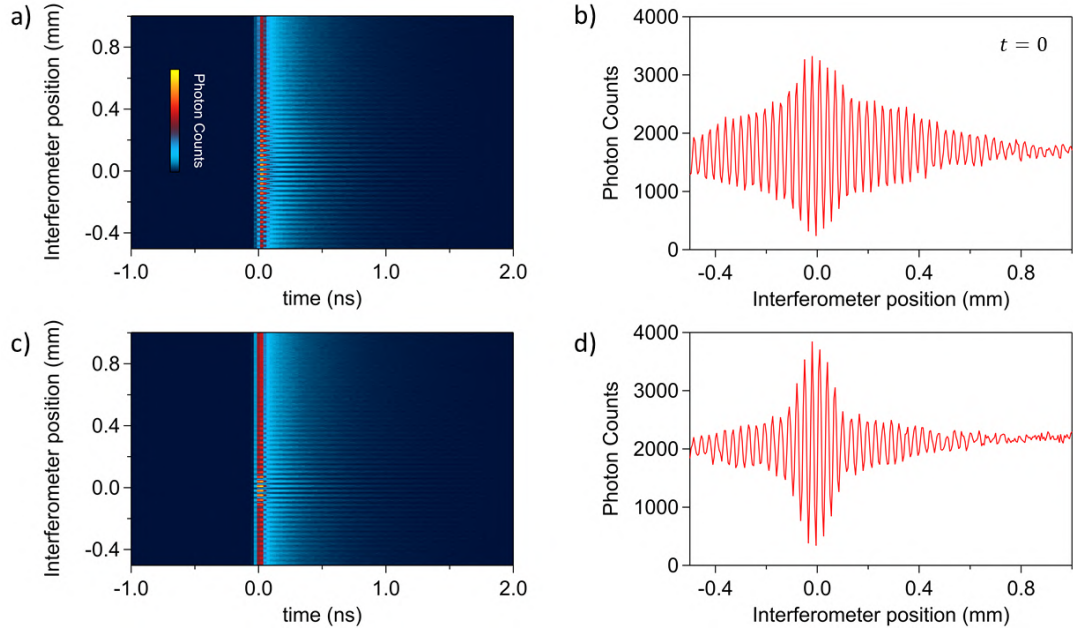 a)
Interferometer position (mm)
0.8
0.4
0.0
-0.4
Photon Counts
-1.0 0.0 1.0 2.0
time (ns)
b)
Photon Counts
4000
3000
2000
1000
0
t = 0
-0.4 0.0 0.4 0.8
Interferometer position (mm)
c)
Interferometer position (mm)
0.8
0.4
0.0
-0.4
-1.0 0.0 1.0 2.0
time (ns)
d)
Photon Counts
4000
3000
2000
1000
0
-0.4 0.0 0.4 0.8
Interferometer position (mm)